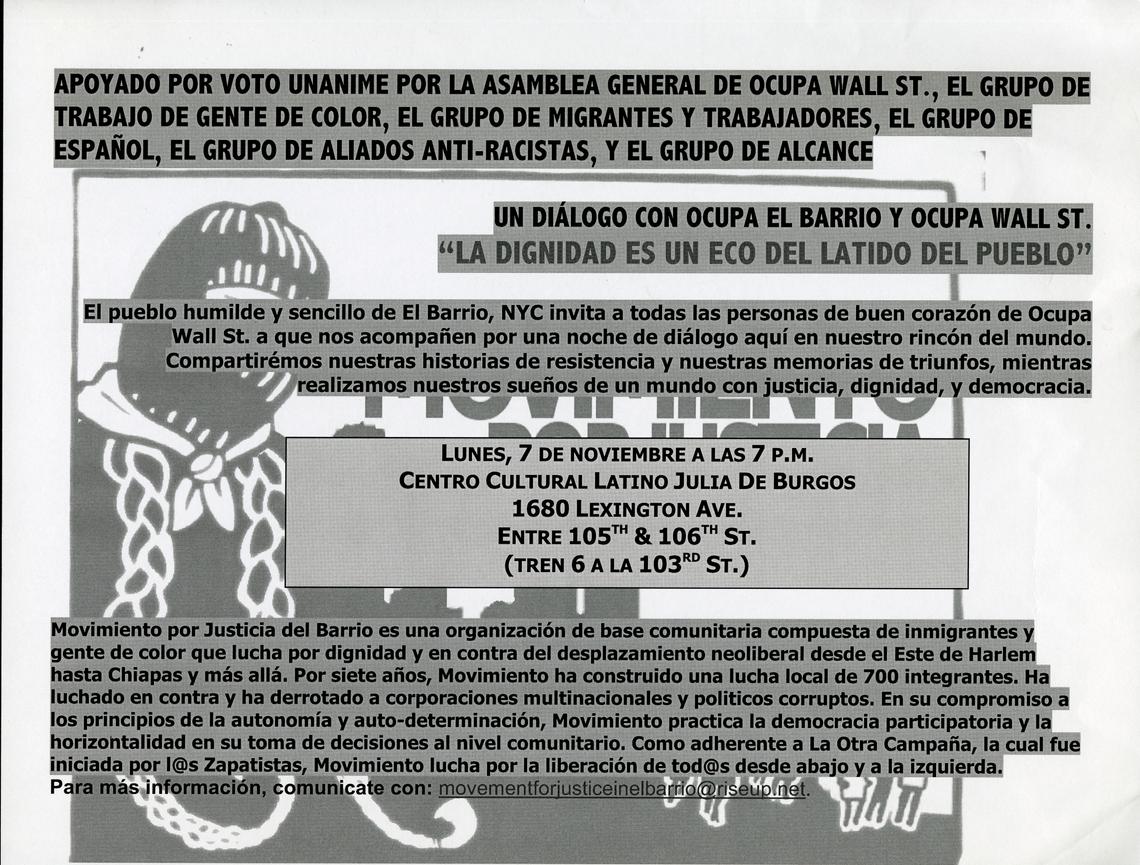 APOYADO POR VOTO UNANIME POR LA ASAMBLEA GENERAL DE OCUPA WALL ST., EL GRUPO DE
TRABAJO DE GENTE DE COLOR, EL GRUPO DE MIGRANTES Y TRABAJADORES, EL GRUPO DE
ESPAÑOL, EL GRUPO DE ALIADOS ANTI-RACISTAS, Y EL GRUPO DE ALCANCE
UN DIÁLOGO CON OCUPA EL BARRIO Y OCUPA WALL ST.
“LA DIGNIDAD ES UN ECO DEL LATIDO DEL PUEBLO”
El pueblo humilde y sencillo de El Barrio, NYC invita a todas las personas de buen corazón de Ocupa
Wall St. a que nos acompañen por una noche de diálogo aquí en nuestro rincón del mundo.
Compartirémos nuestras historias de resistencia y nuestras memorias de triunfos, mientras
realizamos nuestros sueños de un mundo con justicia, dignidad, y democracia.
MOVIMIENTO
POR JUSTICIA
LUNES, 7 DE NOVIEMBRE A LAS 7 P.M.
CENTRO CULTURAL LATINO JULIA DE BURGOS
1680 LEXINGTON AVE.
ENTRE 105TH & 106TH ST.
(TREN 6 A LA 103RD ST.)
Movimiento por Justicia del Barrio es una organización de base comunitaria compuesta de inmigrantes y
gente de color que lucha por dignidad y en contra del desplazamiento neoliberal desde el Este de Harlem
hasta Chiapas y más allá. Por siete años, Movimiento ha construido una lucha local de 700 integrantes. Ha
luchado en contra y ha derrotado a corporaciones multinacionales y politicos corruptos. En su compromiso a
los principios de la autonomía y auto-determinación, Movimiento practica la democracia participatoria y la
horizontalidad en su toma de decisiones al nivel comunitario. Como adherente a La Otra Campaña, la cual fue
iniciada por l@s Zapatistas, Movimiento lucha por la liberación de tod@s desde abajo y a la izquierda.
Para más información, comunicate con: movementforjusticeinelbarrio@riseup.net.